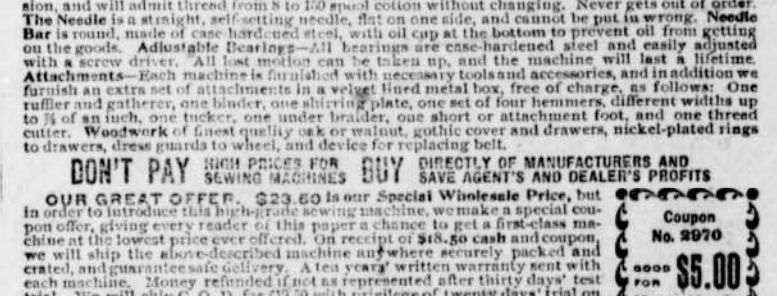 sion, and will admit thread from 8 to 150 spool cotton without changing. Never gets out of order.
The Needle is a straight, self-setting needle, flat on one side, and cannot be put in wrong. Needle
Bar is round, made of case-hardened steel, with oil cup at the bottom to prevent oil from getting
on the goods. Adjustable Bearings—All bearings are case-hardened steel and easily adjusted
with a screw driver. All lost motion can be taken up, and the machine will last a lifetime.
Attachments—Each machine is furnished with necessary tools and accessories, and in addition we
furnish an extra set of attachments in a velvet lined metal box, free of charge, as follows: One
ruffler and gatherer, one binder, one shirring plate, one set of four hemmers, different widths up
to ⅞ of an inch, one tucker, one under braider, one short or attachment foot, and one thread
cutter. Woodwork of finest quality oak or walnut, gothic cover and drawers, nickel-plated rings
to drawers, dress guards to wheel, and device for replacing belt.
DON'T PAY HIGH PRICES FOR SEWING MACHINES BUY DIRECTLY OF MANUFACTURERS AND SAVE AGENT'S AND DEALER'S PROFITS
OUR GREAT OFFER. $23.50 is our Special Wholesale Price, but
in order to introduce this high-grade sewing machine, we make a special cou-
pon offer, giving every reader of this paper a chance to get a first-class ma-
chine at the lowest price ever offered. On receipt of $18.50 cash and coupon,
we will ship the above-described machine anywhere securely packed and
crated, and guarantee safe delivery. A ten years' written warranty sent with
each machine. Money refunded if not as represented after thirty days' test
trial. We will ship C. O. D. for with privilege of twenty days' trial on
Coupon
No. 2970
GOOD
FOR
$5.00